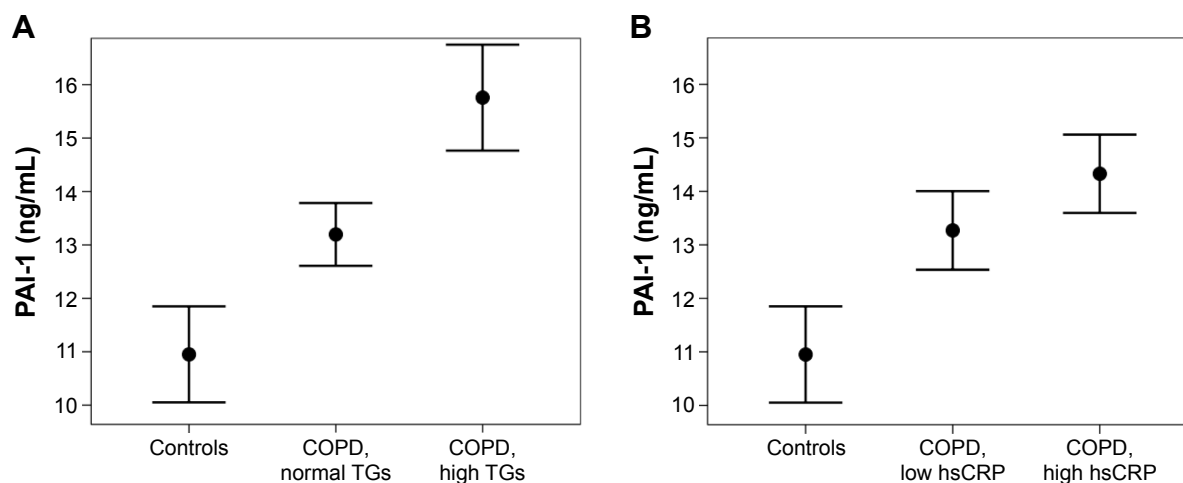 A
PAI-1 (ng/mL)
16
15
14
13
12
11
10
Controls
COPD,
normal TGs
COPD,
high TGs
B
PAI-1 (ng/mL)
16
15
14
13
12
11
10
Controls
COPD,
low hsCRP
COPD,
high hsCRP